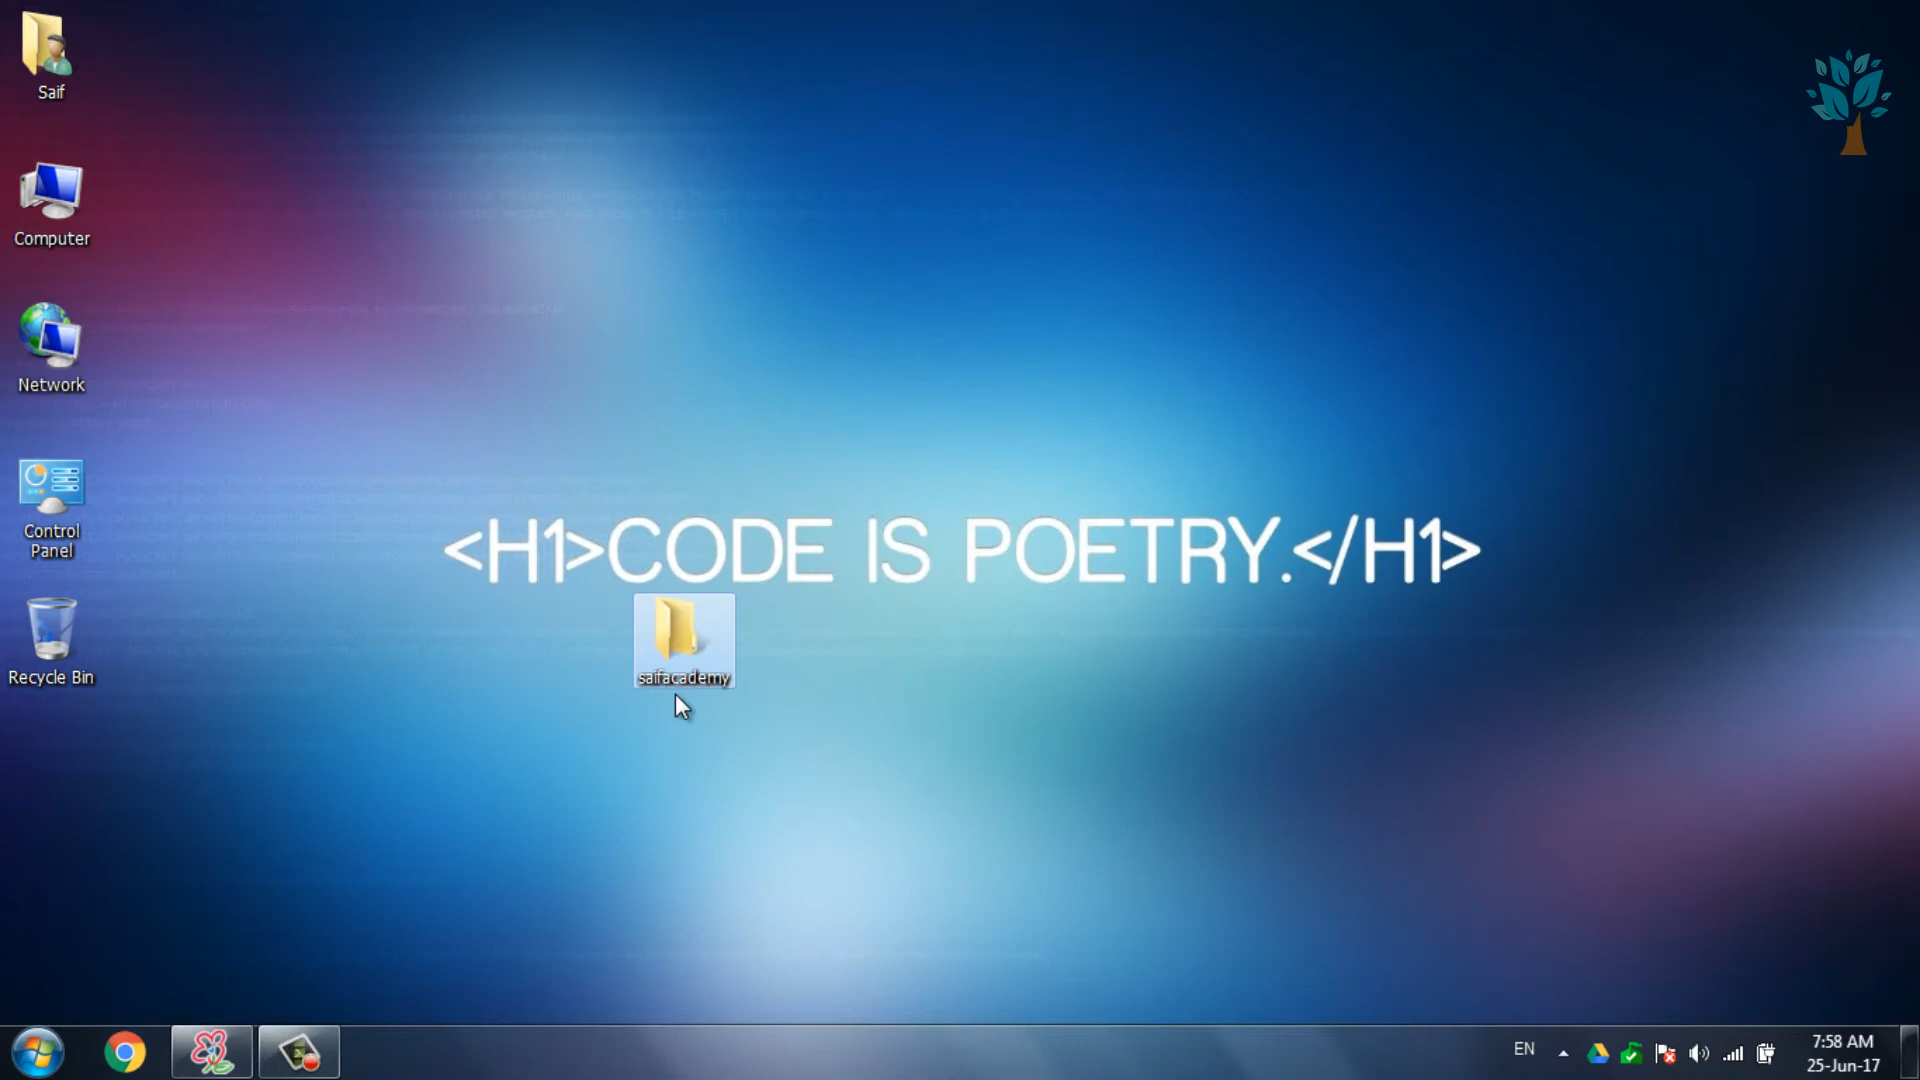 Saif
Computer
Network
Control
Panel
Recycle Bin
<H1>CODE IS POETRY.</H1>
saifacademy
EN
7:58 AM
25-Jun-17